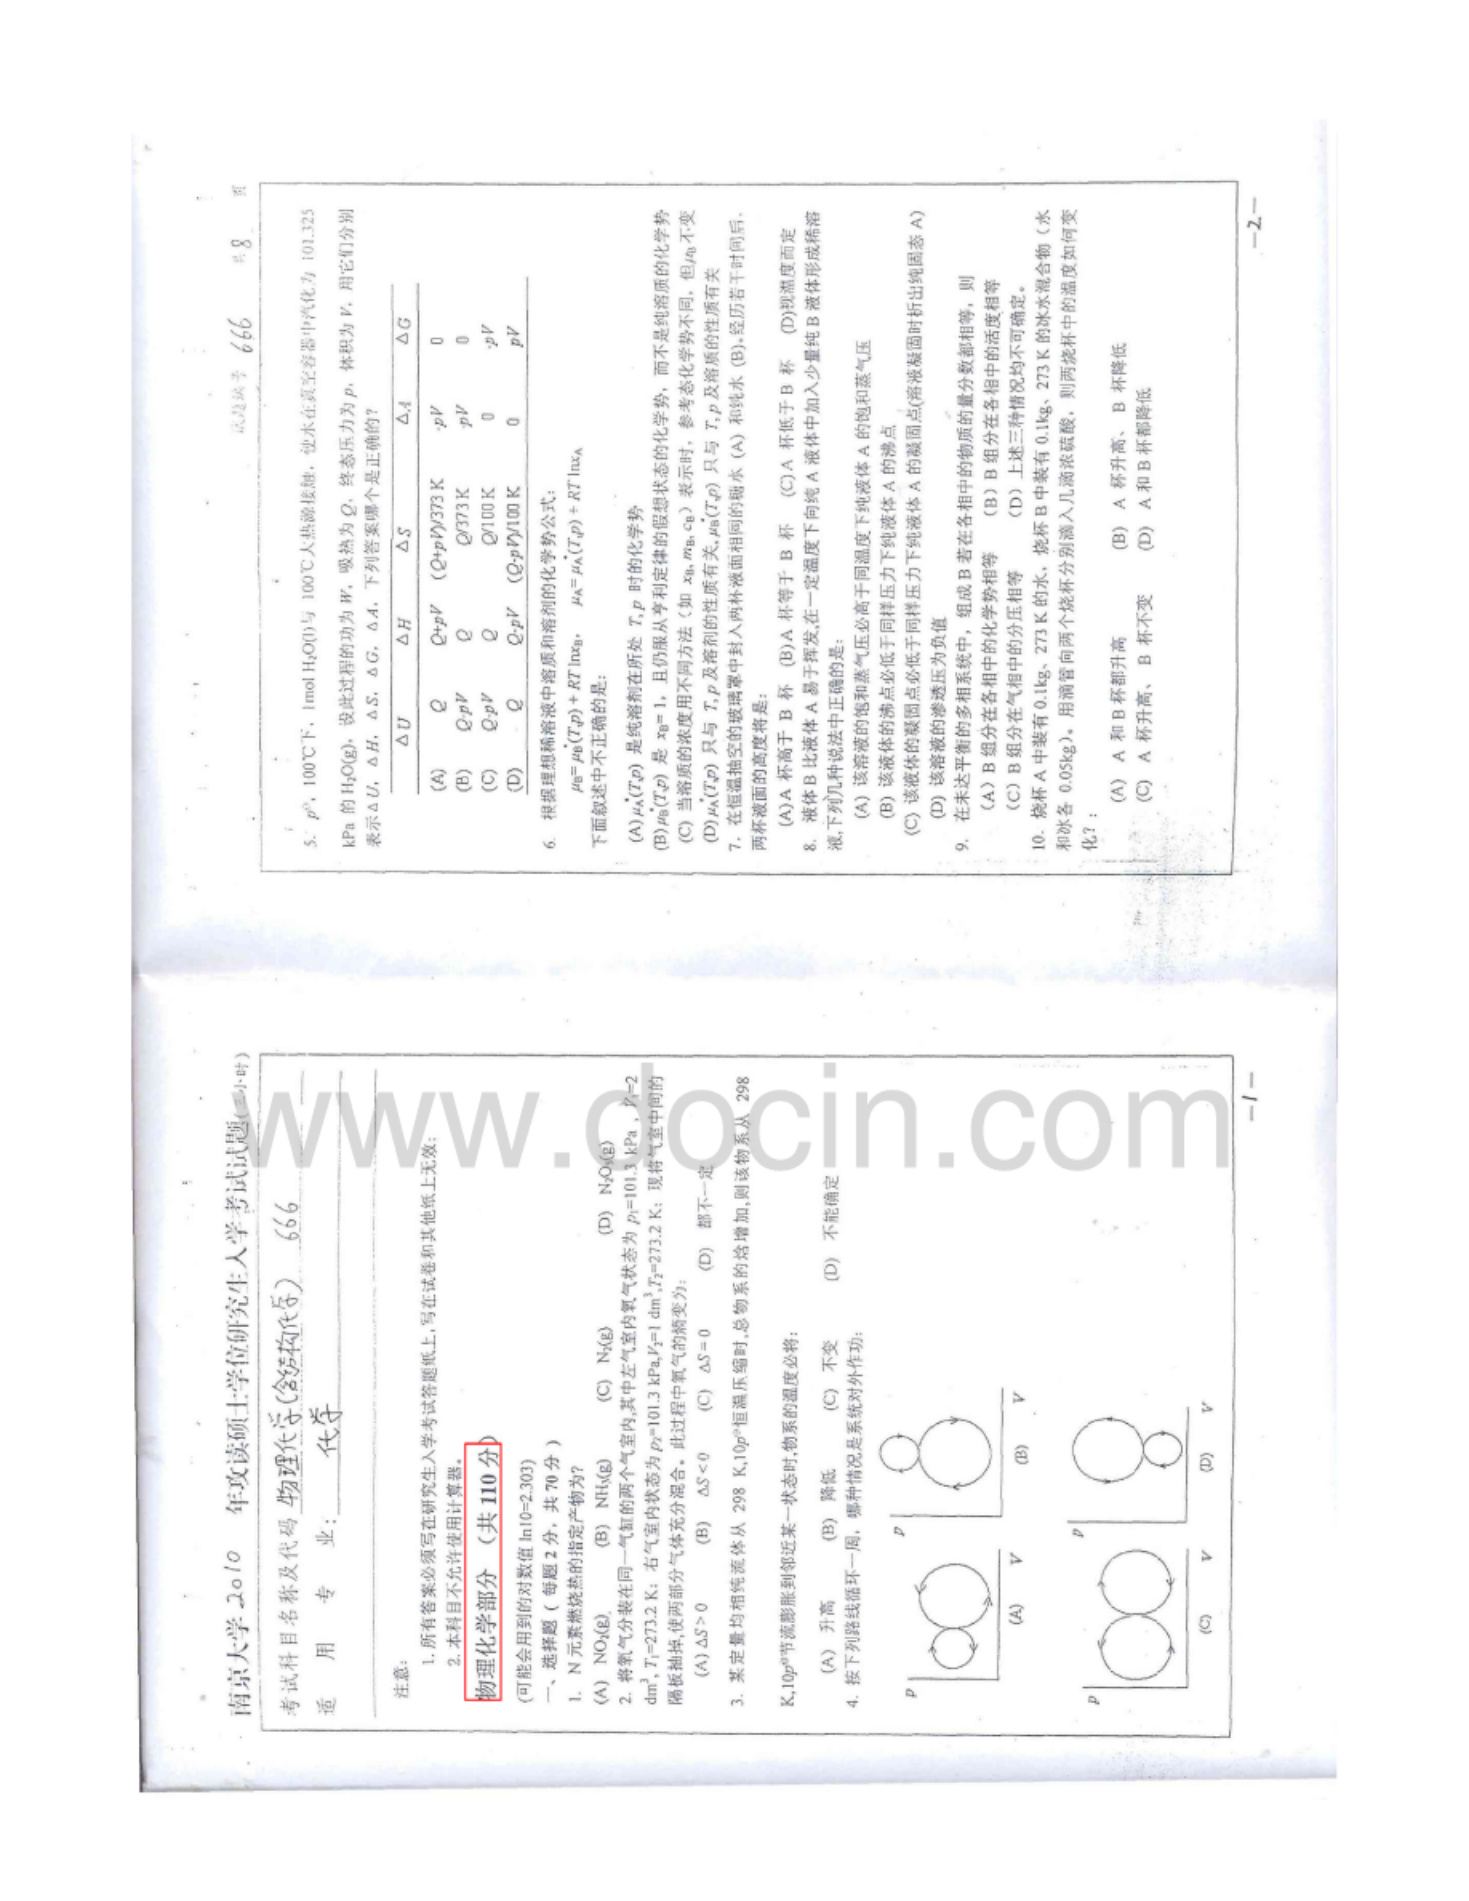 南京大学 2010 年攻读硕士学位研究生入学考试试题(三小时)
考试科目名称及代码 物理化学(含结构化学) 666
适用专业: 化学
注意:
1. 所有答案必须写在研究生入学考试答题纸上,写在试卷和其他纸上无效;
2. 本科目不允许使用计算器。
物理化学部分 (共 110 分)
(可能会用到的对数值 ln10=2.303)
一、选择题 ( 每题 2 分, 共 70 分 )
1. N 元素燃烧热的指定产物为?
(A) NO₂(g) (B) NH₃(g) (C) N₂(g) (D) N₂O₅(g)
2. 将氧气分装在同一气缸的两个气室内,其中左气室内氧气状态为 p₁=101.3 kPa , V₁=2
dm³, T₁=273.2 K; 右气室内状态为 p₂=101.3 kPa,V₂=1 dm³,T₂=273.2 K; 现将气室中间的
隔板抽掉,使两部分气体充分混合。此过程中氧气的熵变为:
(A) ΔS>0 (B) ΔS<0 (C) ΔS=0 (D) 都不一定
3. 某定量均相纯流体从 298 K,10p^Θ恒温压缩时,总物系的焓增加,则该物系从 298
K,10p^Θ节流膨胀到邻近某一状态时,物系的温度必将:
(A) 升高 (B) 降低 (C) 不变 (D) 不能确定
4. 按下列路线循环一周, 哪种情况是系统对外作功:
p V (A)
p V (B)
p V (C)
p V (D)
-1-
www.docin.com
试题编号 666 共 8 页
5. p^Θ, 100℃下, 1mol H₂O(l)与 100℃大热源接触, 使水在真空容器中汽化为 101.325
kPa 的 H₂O(g), 设此过程的功为 W, 吸热为 Q, 终态压力为 p, 体积为 V, 用它们分别
表示△U, △H, △S, △G, △A, 下列答案哪个是正确的?
△U △H △S △A △G
(A) Q Q+pV (Q+pV)/373 K -pV 0
(B) Q-pV Q Q/373 K -pV 0
(C) Q-pV Q Q/100 K 0 -pV
(D) Q Q-pV (Q-pV)/100 K 0 pV
6. 根据理想稀溶液中溶质和溶剂的化学势公式:
μB= μB*(T,p) + RT lnxB, μA= μA*(T,p) + RT lnxA
下面叙述中不正确的是:
(A) μA*(T,p) 是纯溶剂在所处 T, p 时的化学势
(B) μB*(T,p) 是 xB= 1, 且仍服从亨利定律的假想状态的化学势, 而不是纯溶质的化学势
(C) 当溶质的浓度用不同方法 ( 如 xB, mB, cB ) 表示时, 参考态化学势不同, 但μB 不变
(D) μA*(T,p) 只与 T, p 及溶剂的性质有关, μB*(T,p) 只与 T, p 及溶质的性质有关
7. 在恒温抽空的玻璃罩中封入两杯液面相同的糖水 (A) 和纯水 (B)。经历若干时间后,
两杯液面的高度将是:
(A)A 杯高于 B 杯 (B)A 杯等于 B 杯 (C)A 杯低于 B 杯 (D)视温度而定
8. 液体 B 比液体 A 易于挥发,在一定温度下向纯 A 液体中加入少量纯 B 液体形成稀溶
液,下列几种说法中正确的是:
(A) 该溶液的饱和蒸气压必高于同温度下纯液体 A 的饱和蒸气压
(B) 该液体的沸点必低于同样压力下纯液体 A 的沸点
(C) 该液体的凝固点必低于同样压力下纯液体 A 的凝固点(溶液凝固时析出纯固态 A)
(D) 该溶液的渗透压为负值
9. 在未达平衡的多相系统中, 组成 B 若在各相中的物质的量分数都相等, 则
(A) B 组分在各相中的化学势相等 (B) B 组分在各相中的活度相等
(C) B 组分在气相中的分压相等 (D) 上述三种情况均不可确定。
10. 烧杯 A 中装有 0.1kg、273 K 的水, 烧杯 B 中装有 0.1kg、273 K 的冰水混合物 (水
和冰各 0.05kg)。用滴管向两个烧杯分别滴入几滴浓硫酸, 则两烧杯中的温度如何变
化? :
(A) A 和 B 杯都升高 (B) A 杯升高、B 杯降低
(C) A 杯升高、B 杯不变 (D) A 和 B 杯都降低
-2-